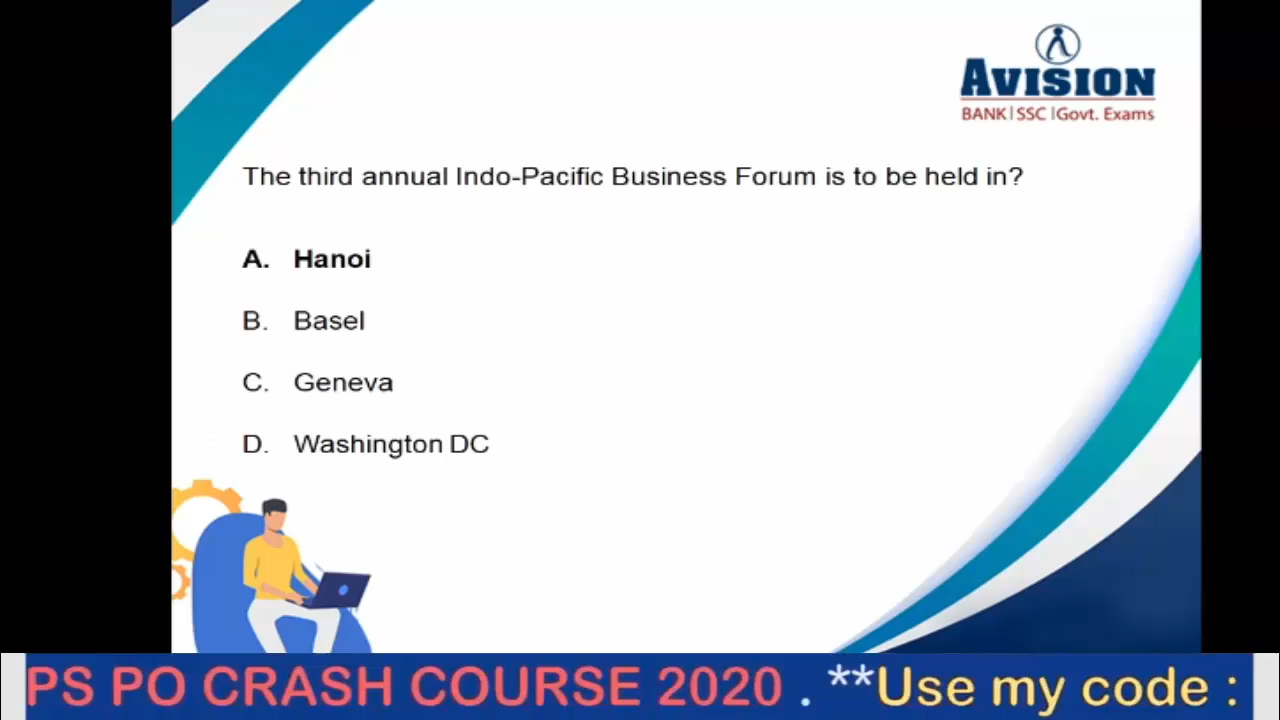 AVISION
BANK | SSC | Govt. Exams
The third annual Indo-Pacific Business Forum is to be held in?
A. Hanoi
B. Basel
C. Geneva
D. Washington DC
PS PO CRASH COURSE 2020 . **Use my code :